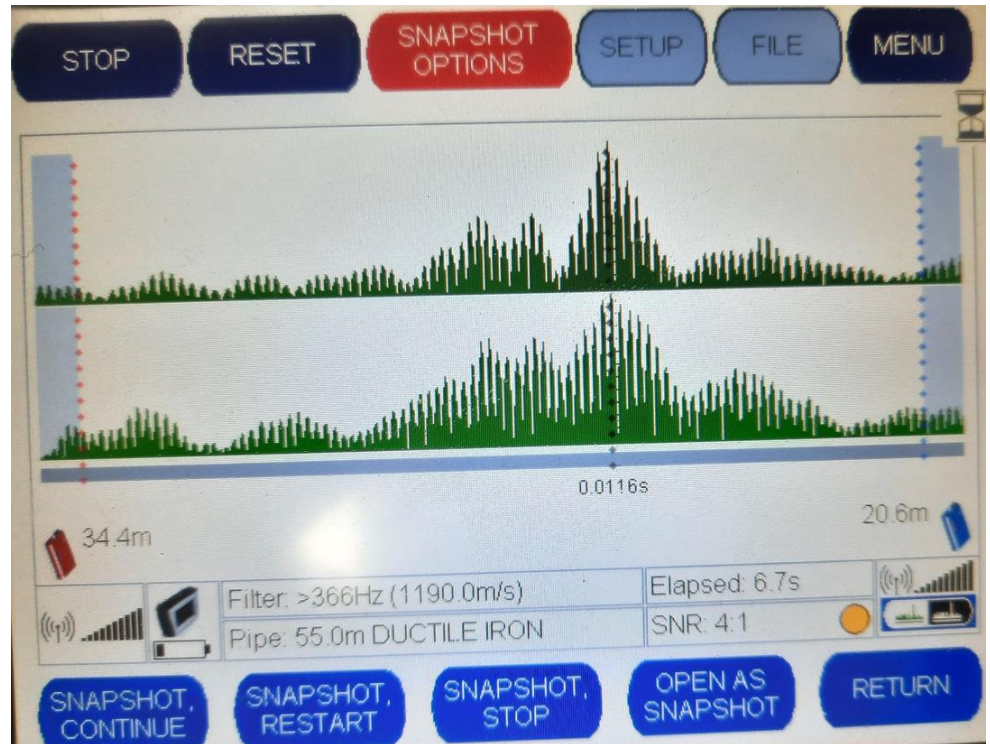 STOP
RESET
SNAPSHOT
OPTIONS
SETUP
FILE
MENU
0.0116s
34.4m
20.6m
Filter: >366Hz (1190.0m/s)
Elapsed: 6.7s
Pipe: 55.0m DUCTILE IRON
SNR: 4:1
SNAPSHOT,
CONTINUE
SNAPSHOT,
RESTART
SNAPSHOT,
STOP
OPEN AS
SNAPSHOT
RETURN